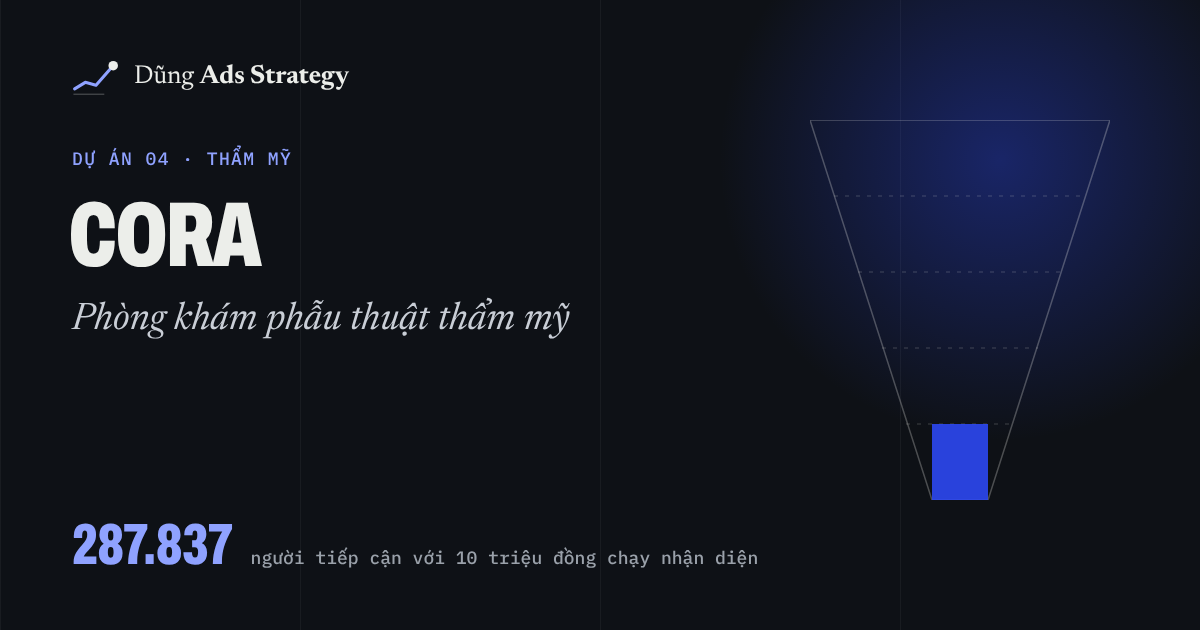 Dũng Ads Strategy
DỰ ÁN 04 · THẨM MỸ
CORA
Phòng khám phẫu thuật thẩm mỹ
287.837 người tiếp cận với 10 triệu đồng chạy nhận diện